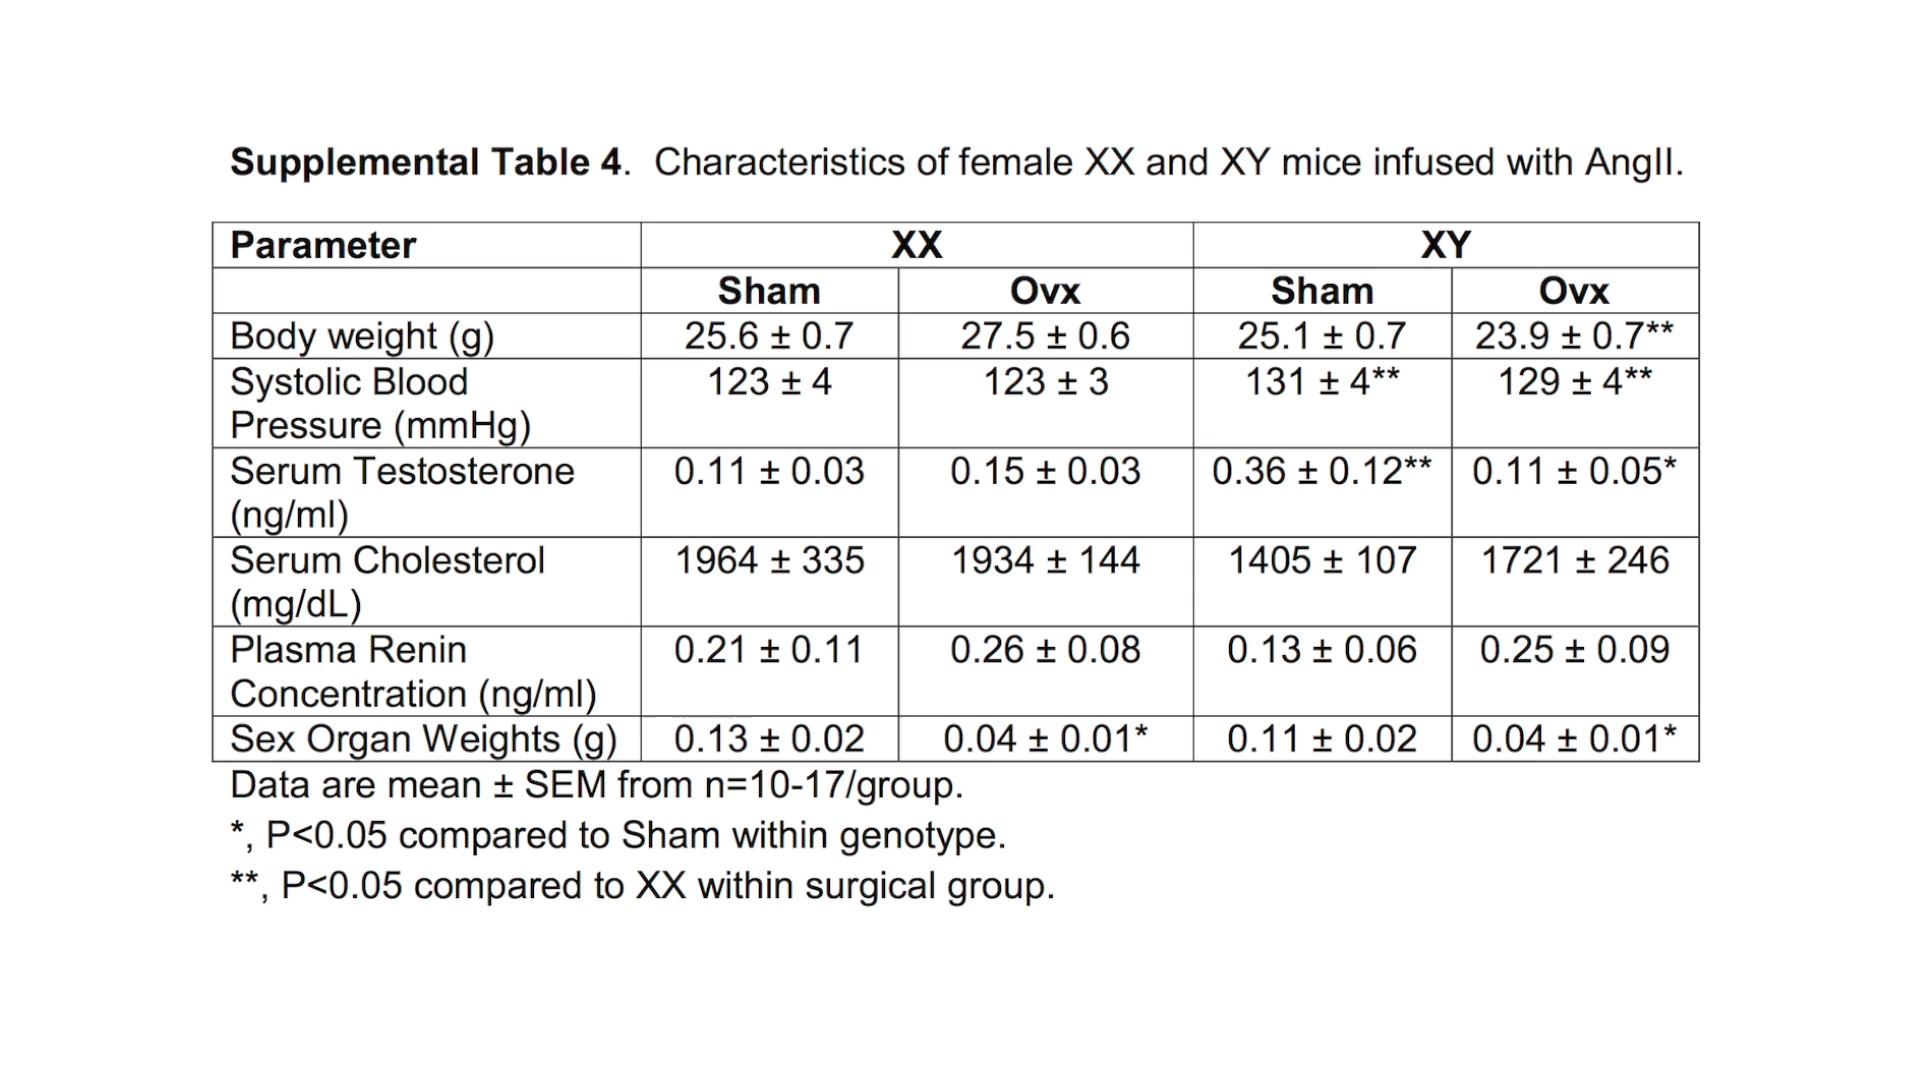 Supplemental Table 4.  Characteristics of female XX and XY mice infused with AngII.
Parameter XX XY
Sham Ovx Sham Ovx
Body weight (g) 25.6 ± 0.7 27.5 ± 0.6 25.1 ± 0.7 23.9 ± 0.7**
Systolic Blood 123 ± 4 123 ± 3 131 ± 4** 129 ± 4**
Pressure (mmHg)
Serum Testosterone 0.11 ± 0.03 0.15 ± 0.03 0.36 ± 0.12** 0.11 ± 0.05*
(ng/ml)
Serum Cholesterol 1964 ± 335 1934 ± 144 1405 ± 107 1721 ± 246
(mg/dL)
Plasma Renin 0.21 ± 0.11 0.26 ± 0.08 0.13 ± 0.06 0.25 ± 0.09
Concentration (ng/ml)
Sex Organ Weights (g) 0.13 ± 0.02 0.04 ± 0.01* 0.11 ± 0.02 0.04 ± 0.01*
Data are mean ± SEM from n=10-17/group.
*, P<0.05 compared to Sham within genotype.
**, P<0.05 compared to XX within surgical group.